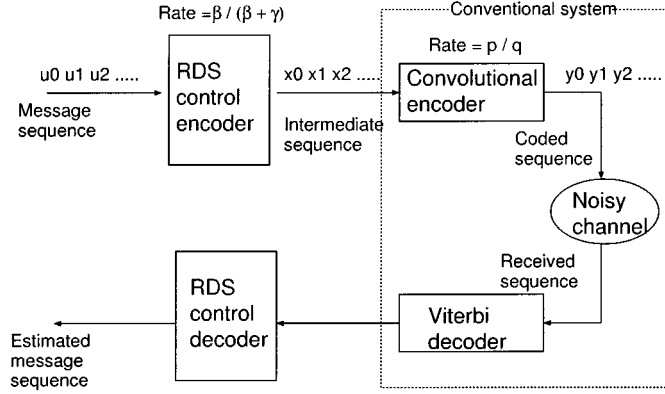 Conventional system
Rate =β / (β + γ)
Rate = p / q
u0 u1 u2 .....
RDS
control
encoder
x0 x1 x2 .....
Convolutional
encoder
y0 y1 y2 .....
Message
sequence
Intermediate
sequence
Coded
sequence
Noisy
channel
Received
sequence
RDS
control
decoder
Viterbi
decoder
Estimated
message
sequence